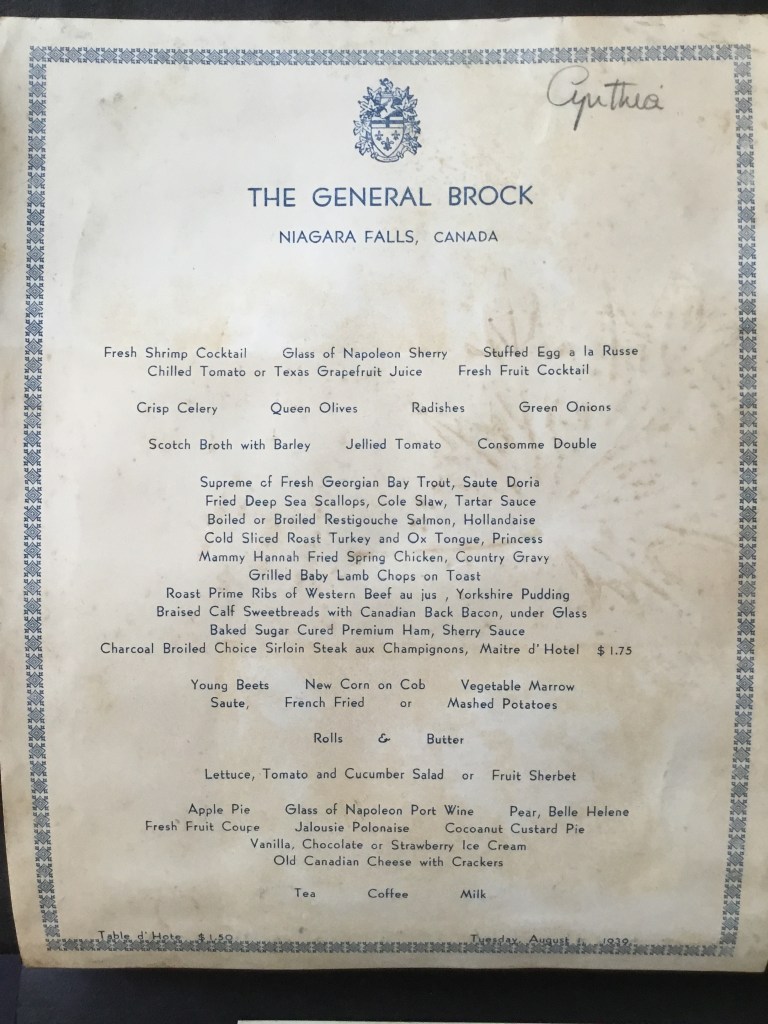 Cynthia
THE GENERAL BROCK
NIAGARA FALLS, CANADA
Fresh Shrimp Cocktail Glass of Napoleon Sherry Stuffed Egg a la Russe
Chilled Tomato or Texas Grapefruit Juice Fresh Fruit Cocktail
Crisp Celery Queen Olives Radishes Green Onions
Scotch Broth with Barley Jellied Tomato Consomme Double
Supreme of Fresh Georgian Bay Trout, Saute Doria
Fried Deep Sea Scallops, Cole Slaw, Tartar Sauce
Boiled or Broiled Restigouche Salmon, Hollandaise
Cold Sliced Roast Turkey and Ox Tongue, Princess
Mammy Hannah Fried Spring Chicken, Country Gravy
Grilled Baby Lamb Chops on Toast
Roast Prime Ribs of Western Beef au jus , Yorkshire Pudding
Braised Calf Sweetbreads with Canadian Back Bacon, under Glass
Baked Sugar Cured Premium Ham, Sherry Sauce
Charcoal Broiled Choice Sirloin Steak aux Champignons, Maitre d' Hotel $ 1.75
Young Beets New Corn on Cob Vegetable Marrow
Saute, French Fried or Mashed Potatoes
Rolls & Butter
Lettuce, Tomato and Cucumber Salad or Fruit Sherbet
Apple Pie Glass of Napoleon Port Wine Pear, Belle Helene
Fresh Fruit Coupe Jalousie Polonaise Cocoanut Custard Pie
Vanilla, Chocolate or Strawberry Ice Cream
Old Canadian Cheese with Crackers
Tea Coffee Milk
Table d' Hote $ 1.50 Tuesday, August 1, 1939